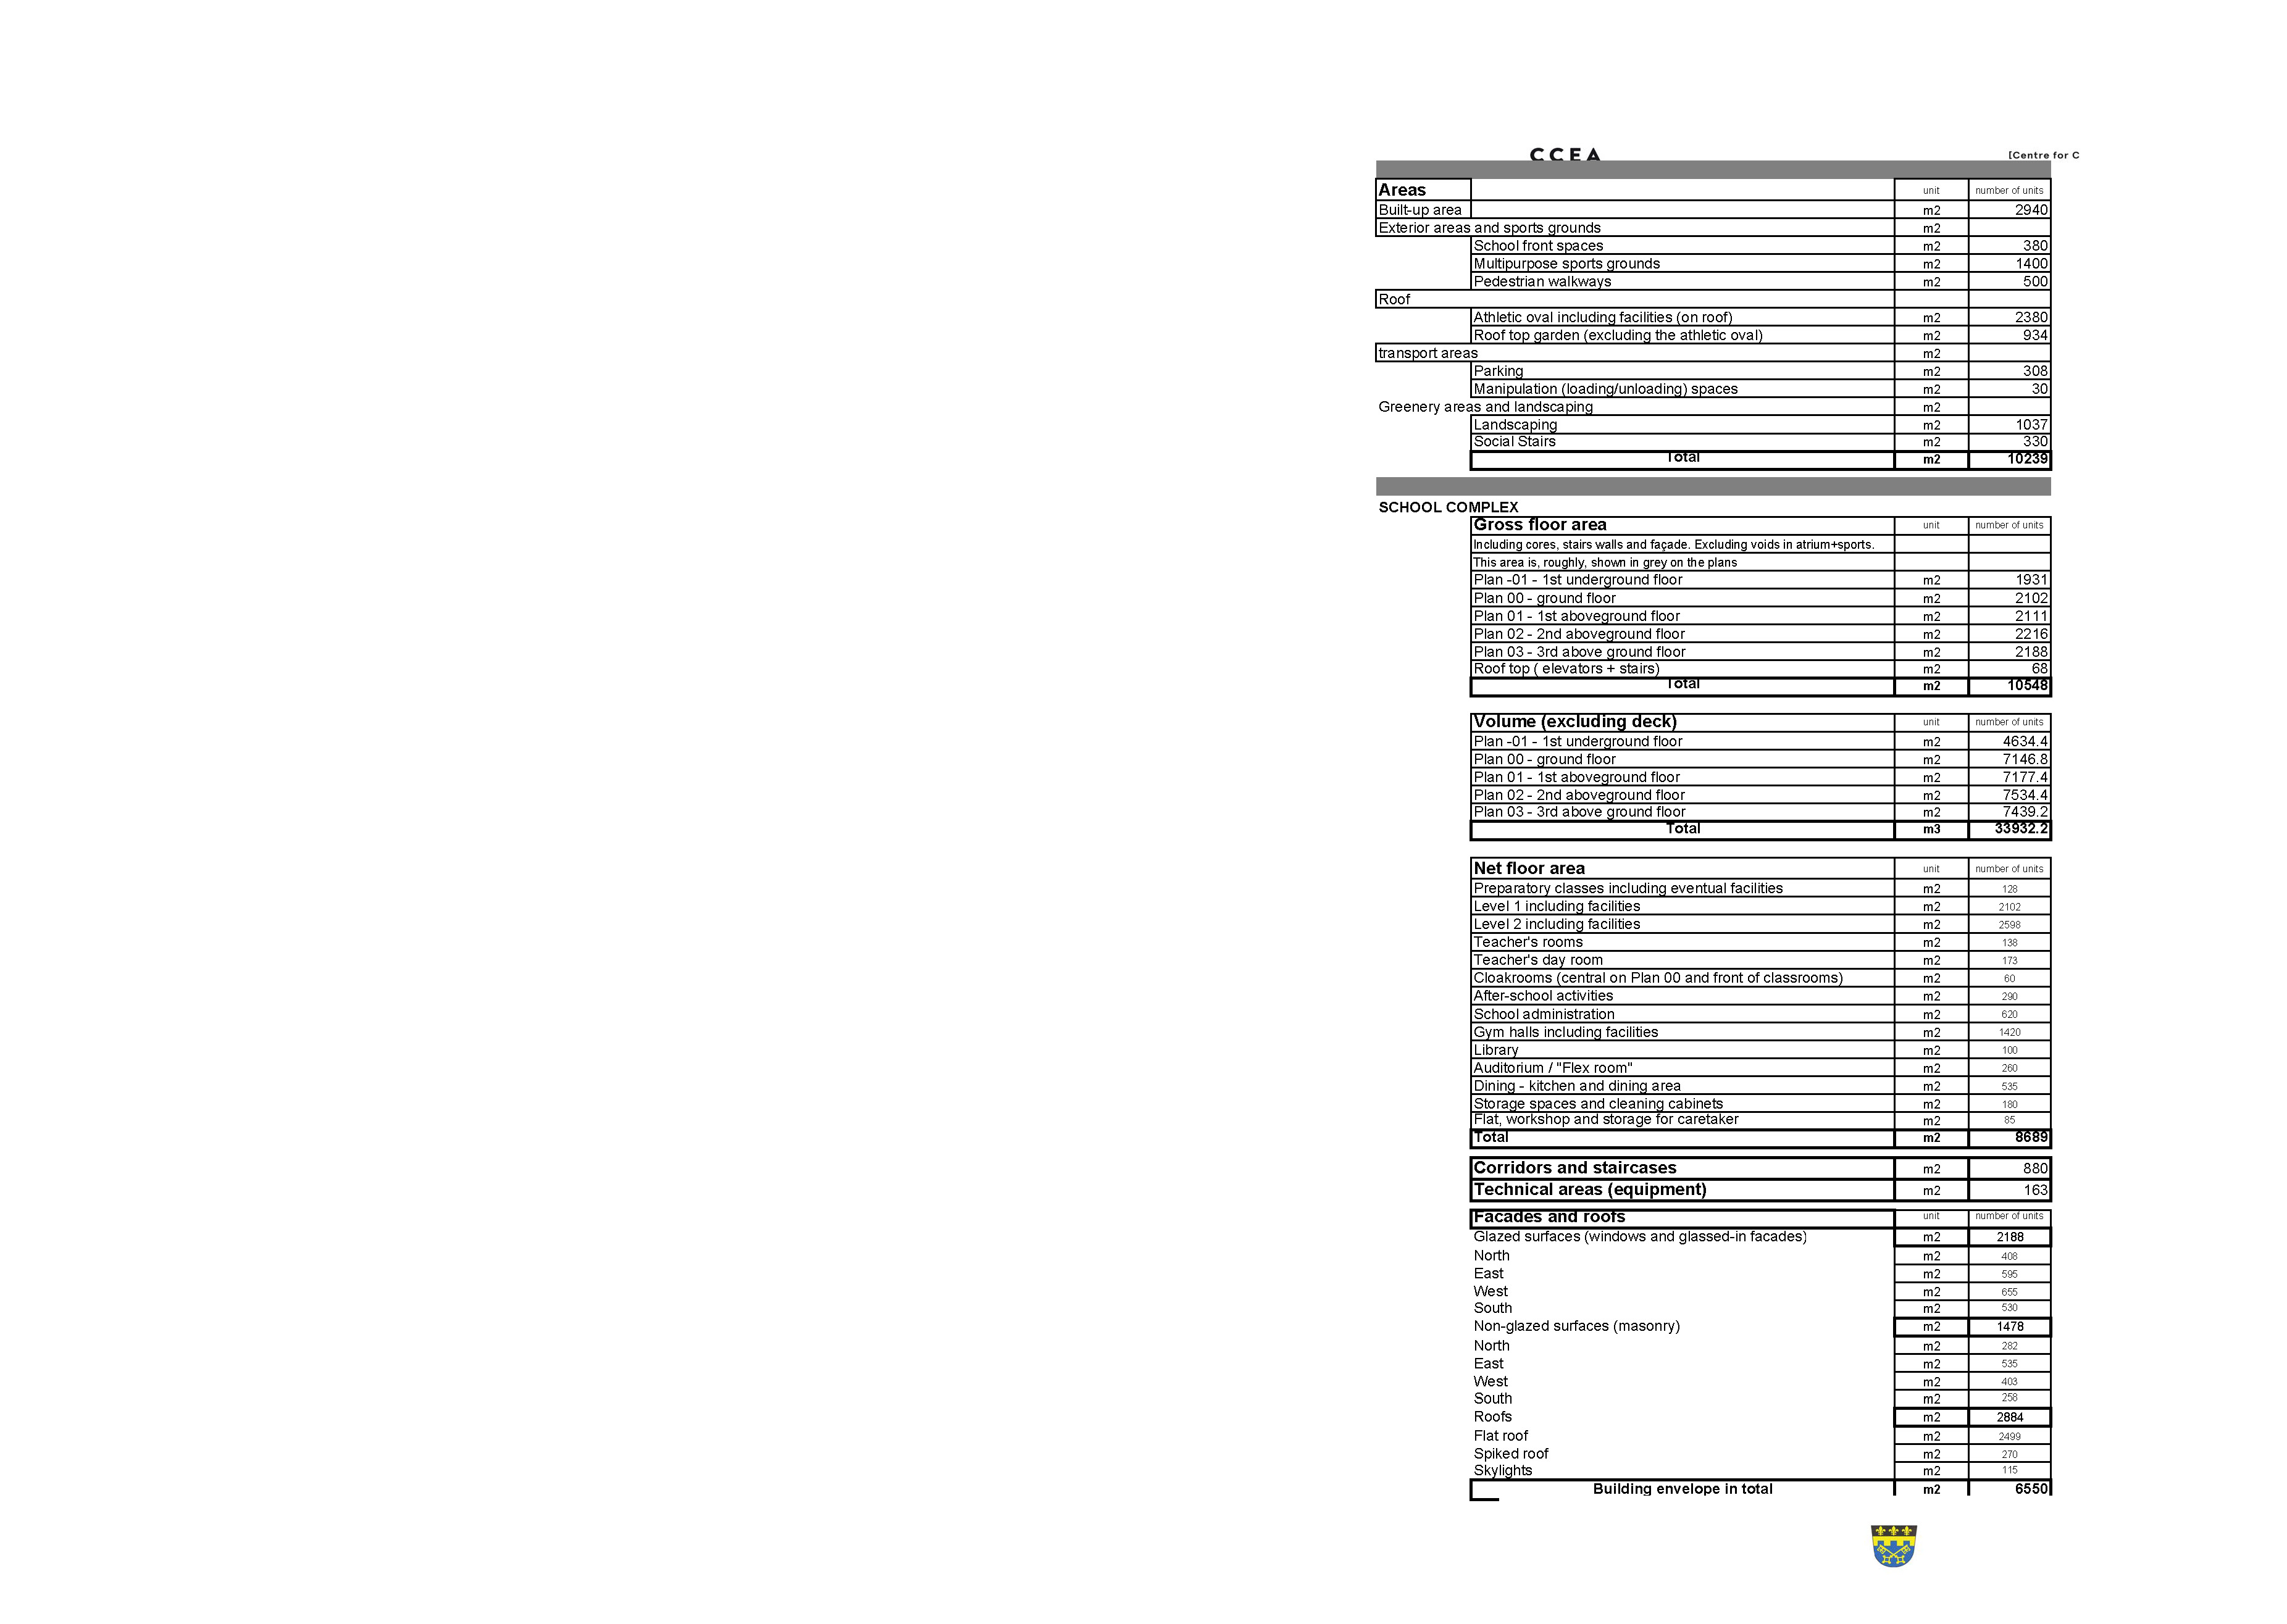 CCEA [Centre for C
Areas unit number of units
Built-up area m2 2940
Exterior areas and sports grounds m2
School front spaces m2 380
Multipurpose sports grounds m2 1400
Pedestrian walkways m2 500
Roof
Athletic oval including facilities (on roof) m2 2380
Roof top garden (excluding the athletic oval) m2 934
transport areas m2
Parking m2 308
Manipulation (loading/unloading) spaces m2 30
Greenery areas and landscaping m2
Landscaping m2 1037
Social Stairs m2 330
Total m2 10239
SCHOOL COMPLEX
Gross floor area unit number of units
Including cores, stairs walls and façade. Excluding voids in atrium+sports.
This area is, roughly, shown in grey on the plans
Plan -01 - 1st underground floor m2 1931
Plan 00 - ground floor m2 2102
Plan 01 - 1st aboveground floor m2 2111
Plan 02 - 2nd aboveground floor m2 2216
Plan 03 - 3rd above ground floor m2 2188
Roof top ( elevators + stairs) m2 68
Total m2 10548
Volume (excluding deck) unit number of units
Plan -01 - 1st underground floor m2 4634.4
Plan 00 - ground floor m2 7146.8
Plan 01 - 1st aboveground floor m2 7177.4
Plan 02 - 2nd aboveground floor m2 7534.4
Plan 03 - 3rd above ground floor m2 7439.2
Total m3 33932.2
Net floor area unit number of units
Preparatory classes including eventual facilities m2 128
Level 1 including facilities m2 2102
Level 2 including facilities m2 2598
Teacher's rooms m2 138
Teacher's day room m2 173
Cloakrooms (central on Plan 00 and front of classrooms) m2 60
After-school activities m2 290
School administration m2 620
Gym halls including facilities m2 1420
Library m2 100
Auditorium / "Flex room" m2 260
Dining - kitchen and dining area m2 535
Storage spaces and cleaning cabinets m2 180
Flat, workshop and storage for caretaker m2 85
Total m2 8689
Corridors and staircases m2 880
Technical areas (equipment) m2 163
Facades and roofs unit number of units
Glazed surfaces (windows and glassed-in facades) m2 2188
North m2 408
East m2 595
West m2 655
South m2 530
Non-glazed surfaces (masonry) m2 1478
North m2 282
East m2 535
West m2 403
South m2 258
Roofs m2 2884
Flat roof m2 2499
Spiked roof m2 270
Skylights m2 115
Building envelope in total m2 6550